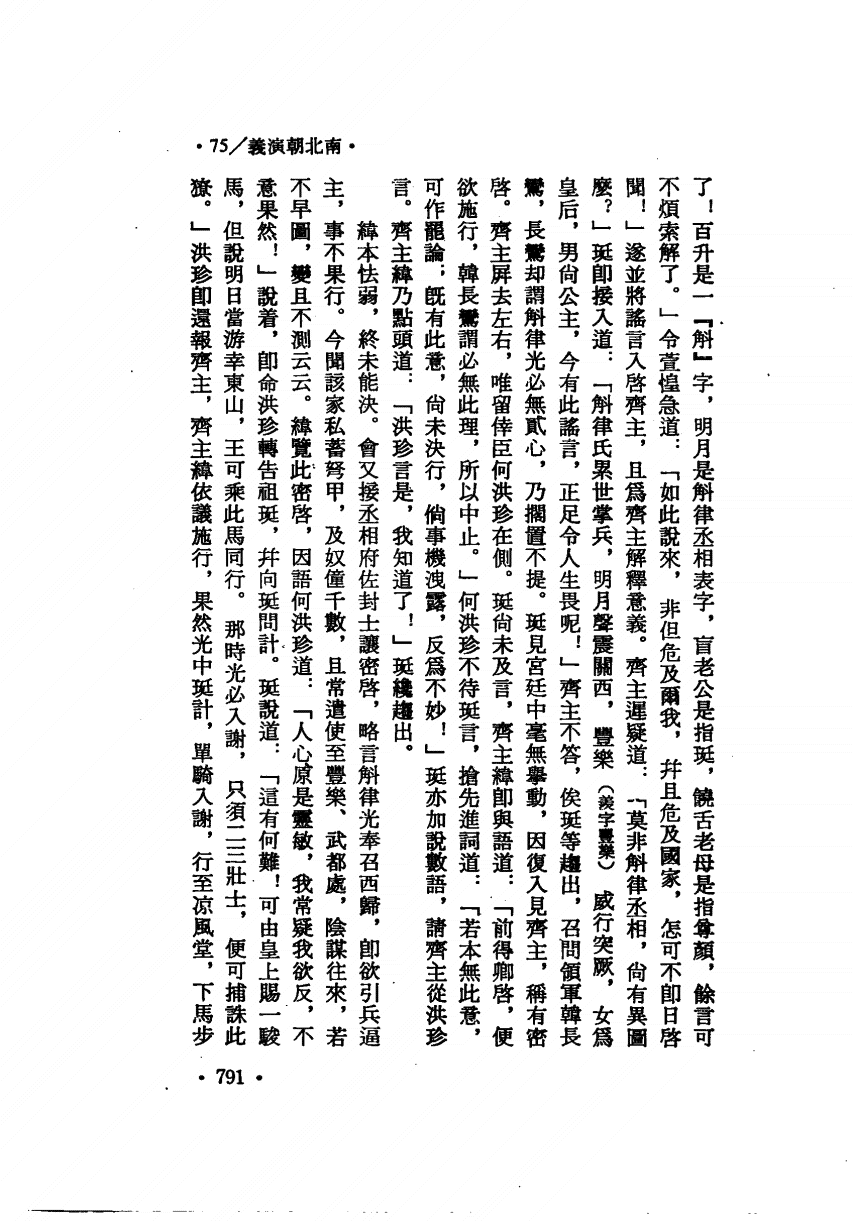 •南北朝演義／75•
了！百升是一『斛』字，明月是斛律丞相表字，盲老公是指珽，饒舌老母是指令顏，餘言可
不煩索解了。」令萱惶急道：「如此說來，非但危及爾我，幷且危及國家，怎可不卽日啓
聞！」遂並將謠言入啓齊主，且爲齊主解釋意義。齊主遲疑道：「莫非斛律丞相，尙有異圖
麼？」珽卽接入道：「斛律氏累世掌兵，明月聲震關西，豐樂（羨字豐樂）威行突厥，女爲
皇后，男尙公主，今有此謠言，正足令人生畏呢！」齊主不答，俟珽等趨出，召問領軍韓長
鸞，長鸞却謂斛律光必無貳心，乃擱置不提。珽見宮廷中毫無擧動，因復入見齊主，稱有密
啓。齊主屏去左右，唯留倖臣何洪珍在側。珽尙未及言，齊主緯卽與語道：「前得卿啓，便
欲施行，韓長鸞謂必無此理，所以中止。」何洪珍不待珽言，搶先進詞道：「若本無此意，
可作罷論；旣有此意，尙未決行，倘事機洩露，反爲不妙！」珽亦加說數語，請齊主從洪珍
言。齊主緯乃點頭道：「洪珍言是，我知道了！」珽纔趨出。
緯本怯弱，終未能決。會又接丞相府佐封士讓密啓，略言斛律光奉召西歸，卽欲引兵逼
主，事不果行。今聞該家私蓄弩甲，及奴僮千數，且常遣使至豐樂、武都處，陰謀往來，若
不早圖，變且不測云云。緯覽此密啓，因語何洪珍道：「人心原是靈敏，我常疑我欲反，不
意果然！」說着，卽命洪珍轉告祖珽，幷向珽問計。珽說道：「這有何難！可由皇上賜一駿
馬，但說明日當游幸東山，王可乘此馬同行。那時光必入謝，只須二三壯士，便可捕誅此
獠。」洪珍卽還報齊主，齊主緯依議施行，果然光中珽計，單騎入謝，行至凉風堂，下馬步
•791•